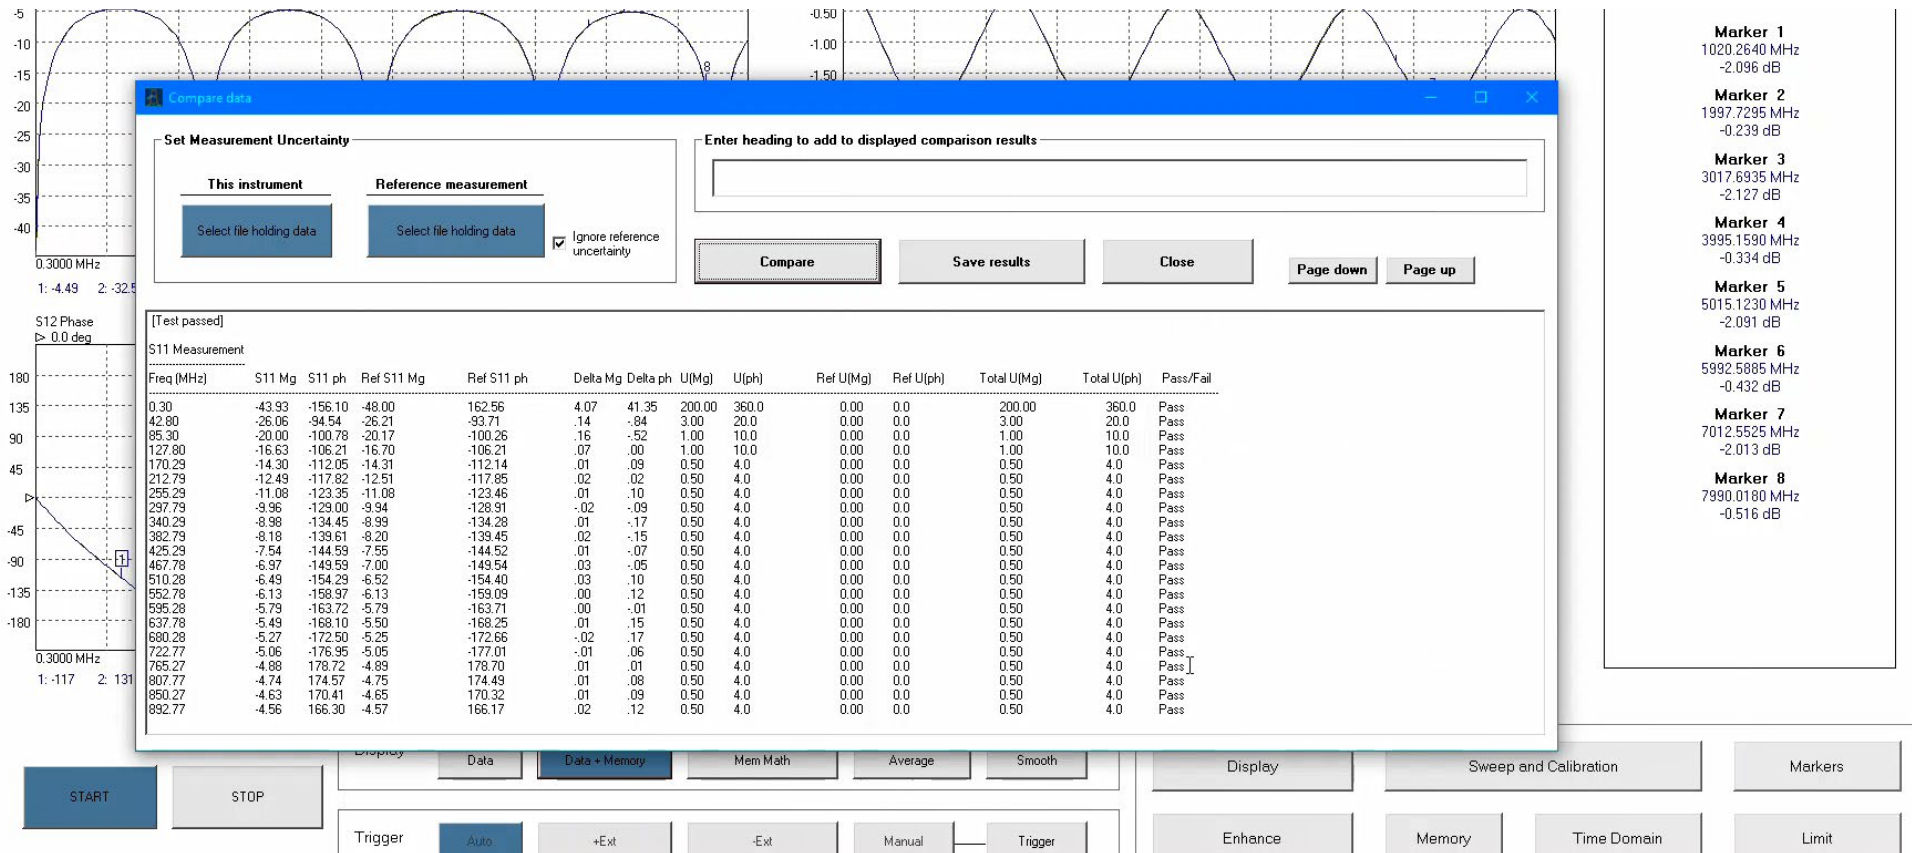 -5
-10
-15
-20
-25
-30
-35
-40
8
0.3000 MHz
1: -4.49 2: -32.5
-0.50
-1.00
-1.50
Compare data
Set Measurement Uncertainty
This instrument Reference measurement
Select file holding data Select file holding data
Ignore reference
uncertainty
Enter heading to add to displayed comparison results
Compare Save results Close Page down Page up
[Test passed]
S11 Measurement
Freq (MHz) S11 Mg S11 ph Ref S11 Mg Ref S11 ph Delta Mg Delta ph U(Mg) U(ph) Ref U(Mg) Ref U(ph) Total U(Mg) Total U(ph) Pass/Fail
0.30 -43.93 -156.10 -48.00 162.56 4.07 41.35 200.00 360.0 0.00 0.0 200.00 360.0 Pass
42.80 -26.06 -94.54 -26.21 -93.71 .14 -.84 3.00 20.0 0.00 0.0 3.00 20.0 Pass
85.30 -20.00 -100.78 -20.17 -100.26 .16 -.52 1.00 10.0 0.00 0.0 1.00 10.0 Pass
127.80 -16.63 -106.21 -16.70 -106.21 .07 .00 1.00 10.0 0.00 0.0 1.00 10.0 Pass
170.29 -14.30 -112.05 -14.31 -112.14 .01 .09 0.50 4.0 0.00 0.0 0.50 4.0 Pass
212.79 -12.49 -117.82 -12.51 -117.85 .02 .02 0.50 4.0 0.00 0.0 0.50 4.0 Pass
255.29 -11.08 -123.35 -11.08 -123.46 .01 .10 0.50 4.0 0.00 0.0 0.50 4.0 Pass
297.79 -9.96 -129.00 -9.94 -128.91 -.02 -.09 0.50 4.0 0.00 0.0 0.50 4.0 Pass
340.29 -8.98 -134.45 -8.99 -134.28 .01 -.17 0.50 4.0 0.00 0.0 0.50 4.0 Pass
382.79 -8.18 -139.61 -8.20 -139.45 .02 -.15 0.50 4.0 0.00 0.0 0.50 4.0 Pass
425.29 -7.54 -144.59 -7.55 -144.52 .01 -.07 0.50 4.0 0.00 0.0 0.50 4.0 Pass
467.78 -6.97 -149.59 -7.00 -149.54 .03 -.05 0.50 4.0 0.00 0.0 0.50 4.0 Pass
510.28 -6.49 -154.29 -6.52 -154.40 .03 .10 0.50 4.0 0.00 0.0 0.50 4.0 Pass
552.78 -6.13 -158.97 -6.13 -159.09 .00 .12 0.50 4.0 0.00 0.0 0.50 4.0 Pass
595.28 -5.79 -163.72 -5.79 -163.71 .00 -.01 0.50 4.0 0.00 0.0 0.50 4.0 Pass
637.78 -5.49 -168.10 -5.50 -168.25 .01 .15 0.50 4.0 0.00 0.0 0.50 4.0 Pass
680.28 -5.27 -172.50 -5.25 -172.66 -.02 .17 0.50 4.0 0.00 0.0 0.50 4.0 Pass
722.77 -5.06 -176.95 -5.05 -177.01 -.01 .06 0.50 4.0 0.00 0.0 0.50 4.0 Pass
765.27 -4.88 178.72 -4.89 178.70 .01 .01 0.50 4.0 0.00 0.0 0.50 4.0 Pass
807.77 -4.74 174.57 -4.75 174.49 .01 .08 0.50 4.0 0.00 0.0 0.50 4.0 Pass
850.27 -4.63 170.41 -4.65 170.32 .01 .09 0.50 4.0 0.00 0.0 0.50 4.0 Pass
892.77 -4.56 166.30 -4.57 166.17 .02 .12 0.50 4.0 0.00 0.0 0.50 4.0 Pass
S12 Phase
0.0 deg
180
135
90
45
-45
-90
-135
-180
1
0.3000 MHz
1: -117 2: 131
Marker 1
1020.2640 MHz
-2.096 dB
Marker 2
1997.7295 MHz
-0.239 dB
Marker 3
3017.6935 MHz
-2.127 dB
Marker 4
3995.1590 MHz
-0.334 dB
Marker 5
5015.1230 MHz
-2.091 dB
Marker 6
5992.5885 MHz
-0.432 dB
Marker 7
7012.5525 MHz
-2.013 dB
Marker 8
7990.0180 MHz
-0.516 dB
START STOP
Display Data Data + Memory Mem Math Average Smooth
Trigger Auto +Ext -Ext Manual Trigger
Display Sweep and Calibration Markers
Enhance Memory Time Domain Limit